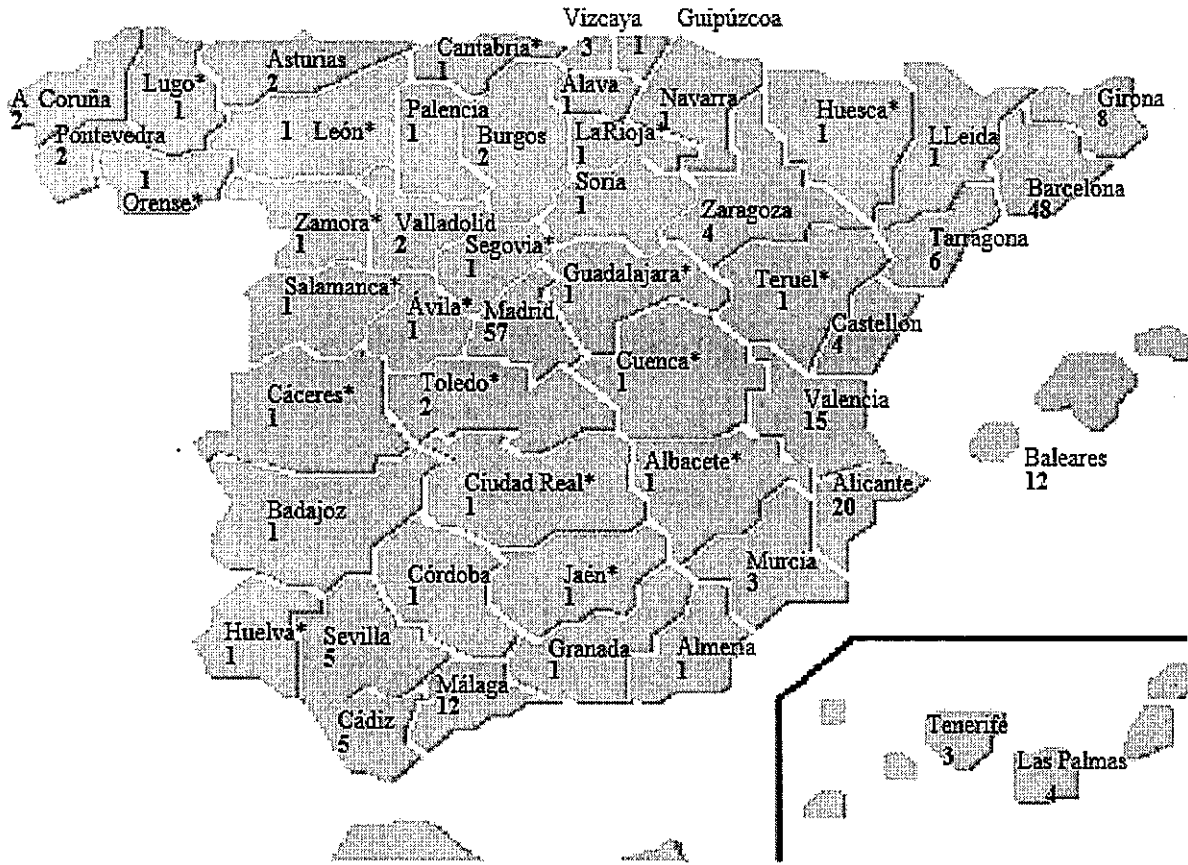 Vizcaya
3
Guipúzcoa
1
Cantabria*
1
Asturias
2
Lugo*
1
A Coruña
2
Pontevedra
2
1
Orense*
1 León*
Palencia
1
Burgos
2
Álava
1
Navarra
1
La Rioja*
1
Huesca*
1
LLeida
1
Girona
8
Barcelona
48
Tarragona
6
Soria
1
Zaragoza
4
Zamora*
1
Valladolid
2
Segovia*
1
Guadalajara*
1
Teruel*
1
Salamanca*
1
Ávila*
1
Madrid
57
Castellón
4
Cuenca*
1
Cáceres*
1
Toledo*
2
Valencia
15
Baleares
12
Albacete*
1
Ciudad Real*
1
Alicante
20
Badajoz
1
Murcia
3
Córdoba
1
Jaén*
1
Huelva*
1
Sevilla
Granada
1
Almería
1
Málaga
12
Cádiz
5
Tenerife
3
Las Palmas
4